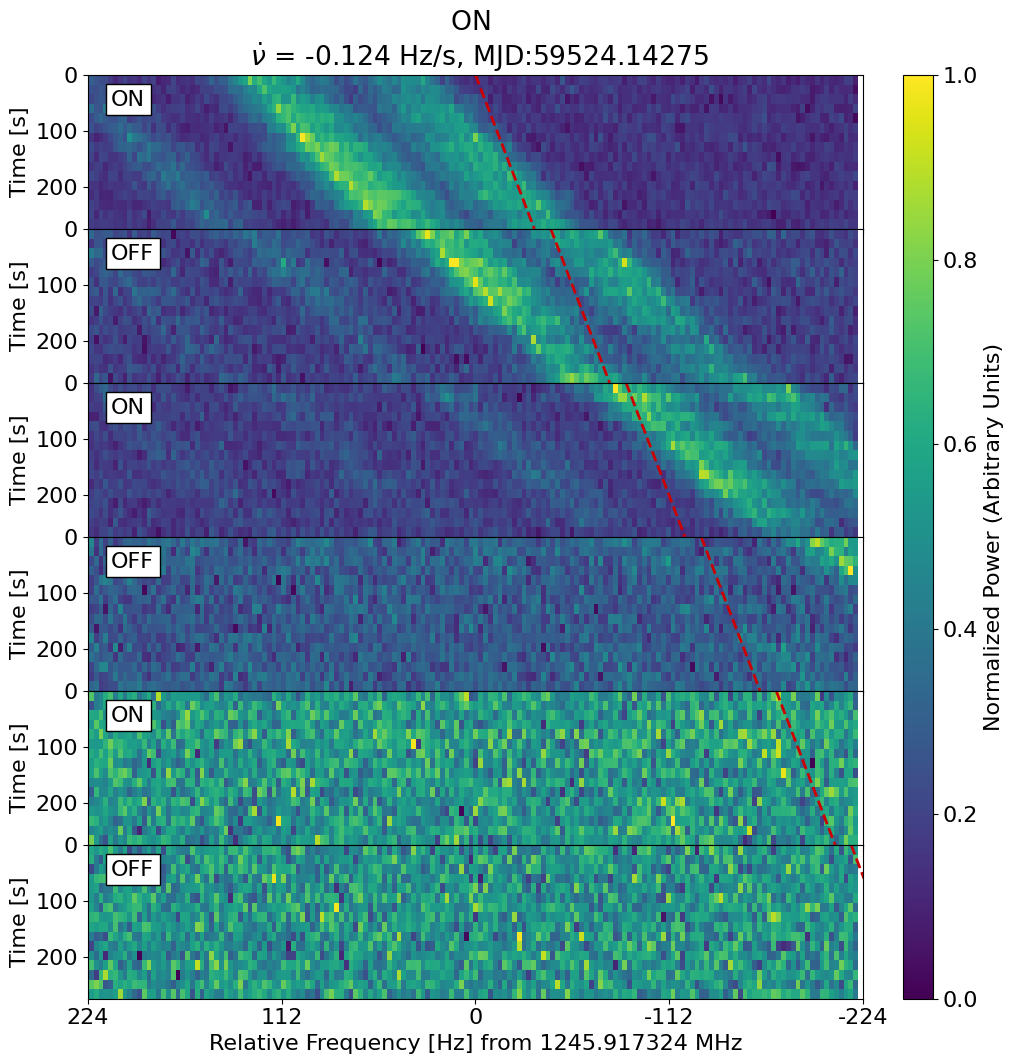 ON
ν̇ = -0.124 Hz/s, MJD:59524.14275
0
100
200
Time [s]
ON
0
100
200
Time [s]
OFF
0
100
200
Time [s]
ON
0
100
200
Time [s]
OFF
0
100
200
Time [s]
ON
0
100
200
Time [s]
OFF
224 112 0 -112 -224
Relative Frequency [Hz] from 1245.917324 MHz
1.0
0.8
0.6
0.4
0.2
0.0
Normalized Power (Arbitrary Units)